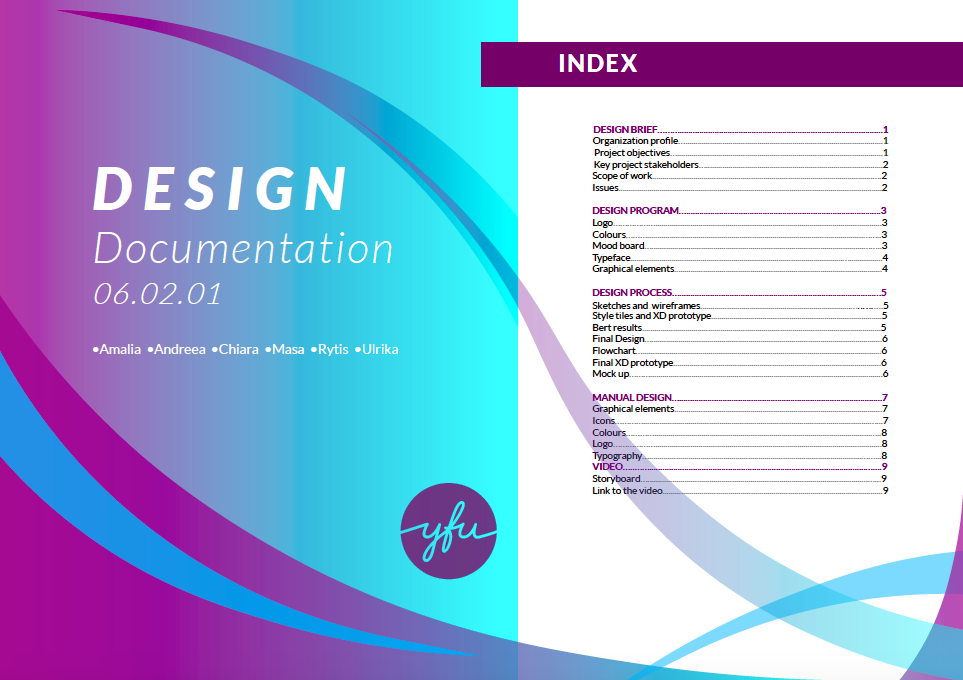 DESIGN
Documentation
06.02.01
•Amalia •Andreea •Chiara •Masa •Rytis •Ulrika
yfu
INDEX
DESIGN BRIEF 1
Organization profile 1
Project objectives 1
Key project stakeholders 2
Scope of work 2
Issues 2
DESIGN PROGRAM 3
Logo 3
Colours 3
Mood board 3
Typeface 4
Graphical elements 4
DESIGN PROCESS 5
Sketches and wireframes 5
Style tiles and XD prototype 5
Bert results 5
Final Design 6
Flowchart 6
Final XD prototype 6
Mock up 6
MANUAL DESIGN 7
Graphical elements 7
Icons 7
Colours 8
Logo 8
Typography 8
VIDEO 9
Storyboard 9
Link to the video 9